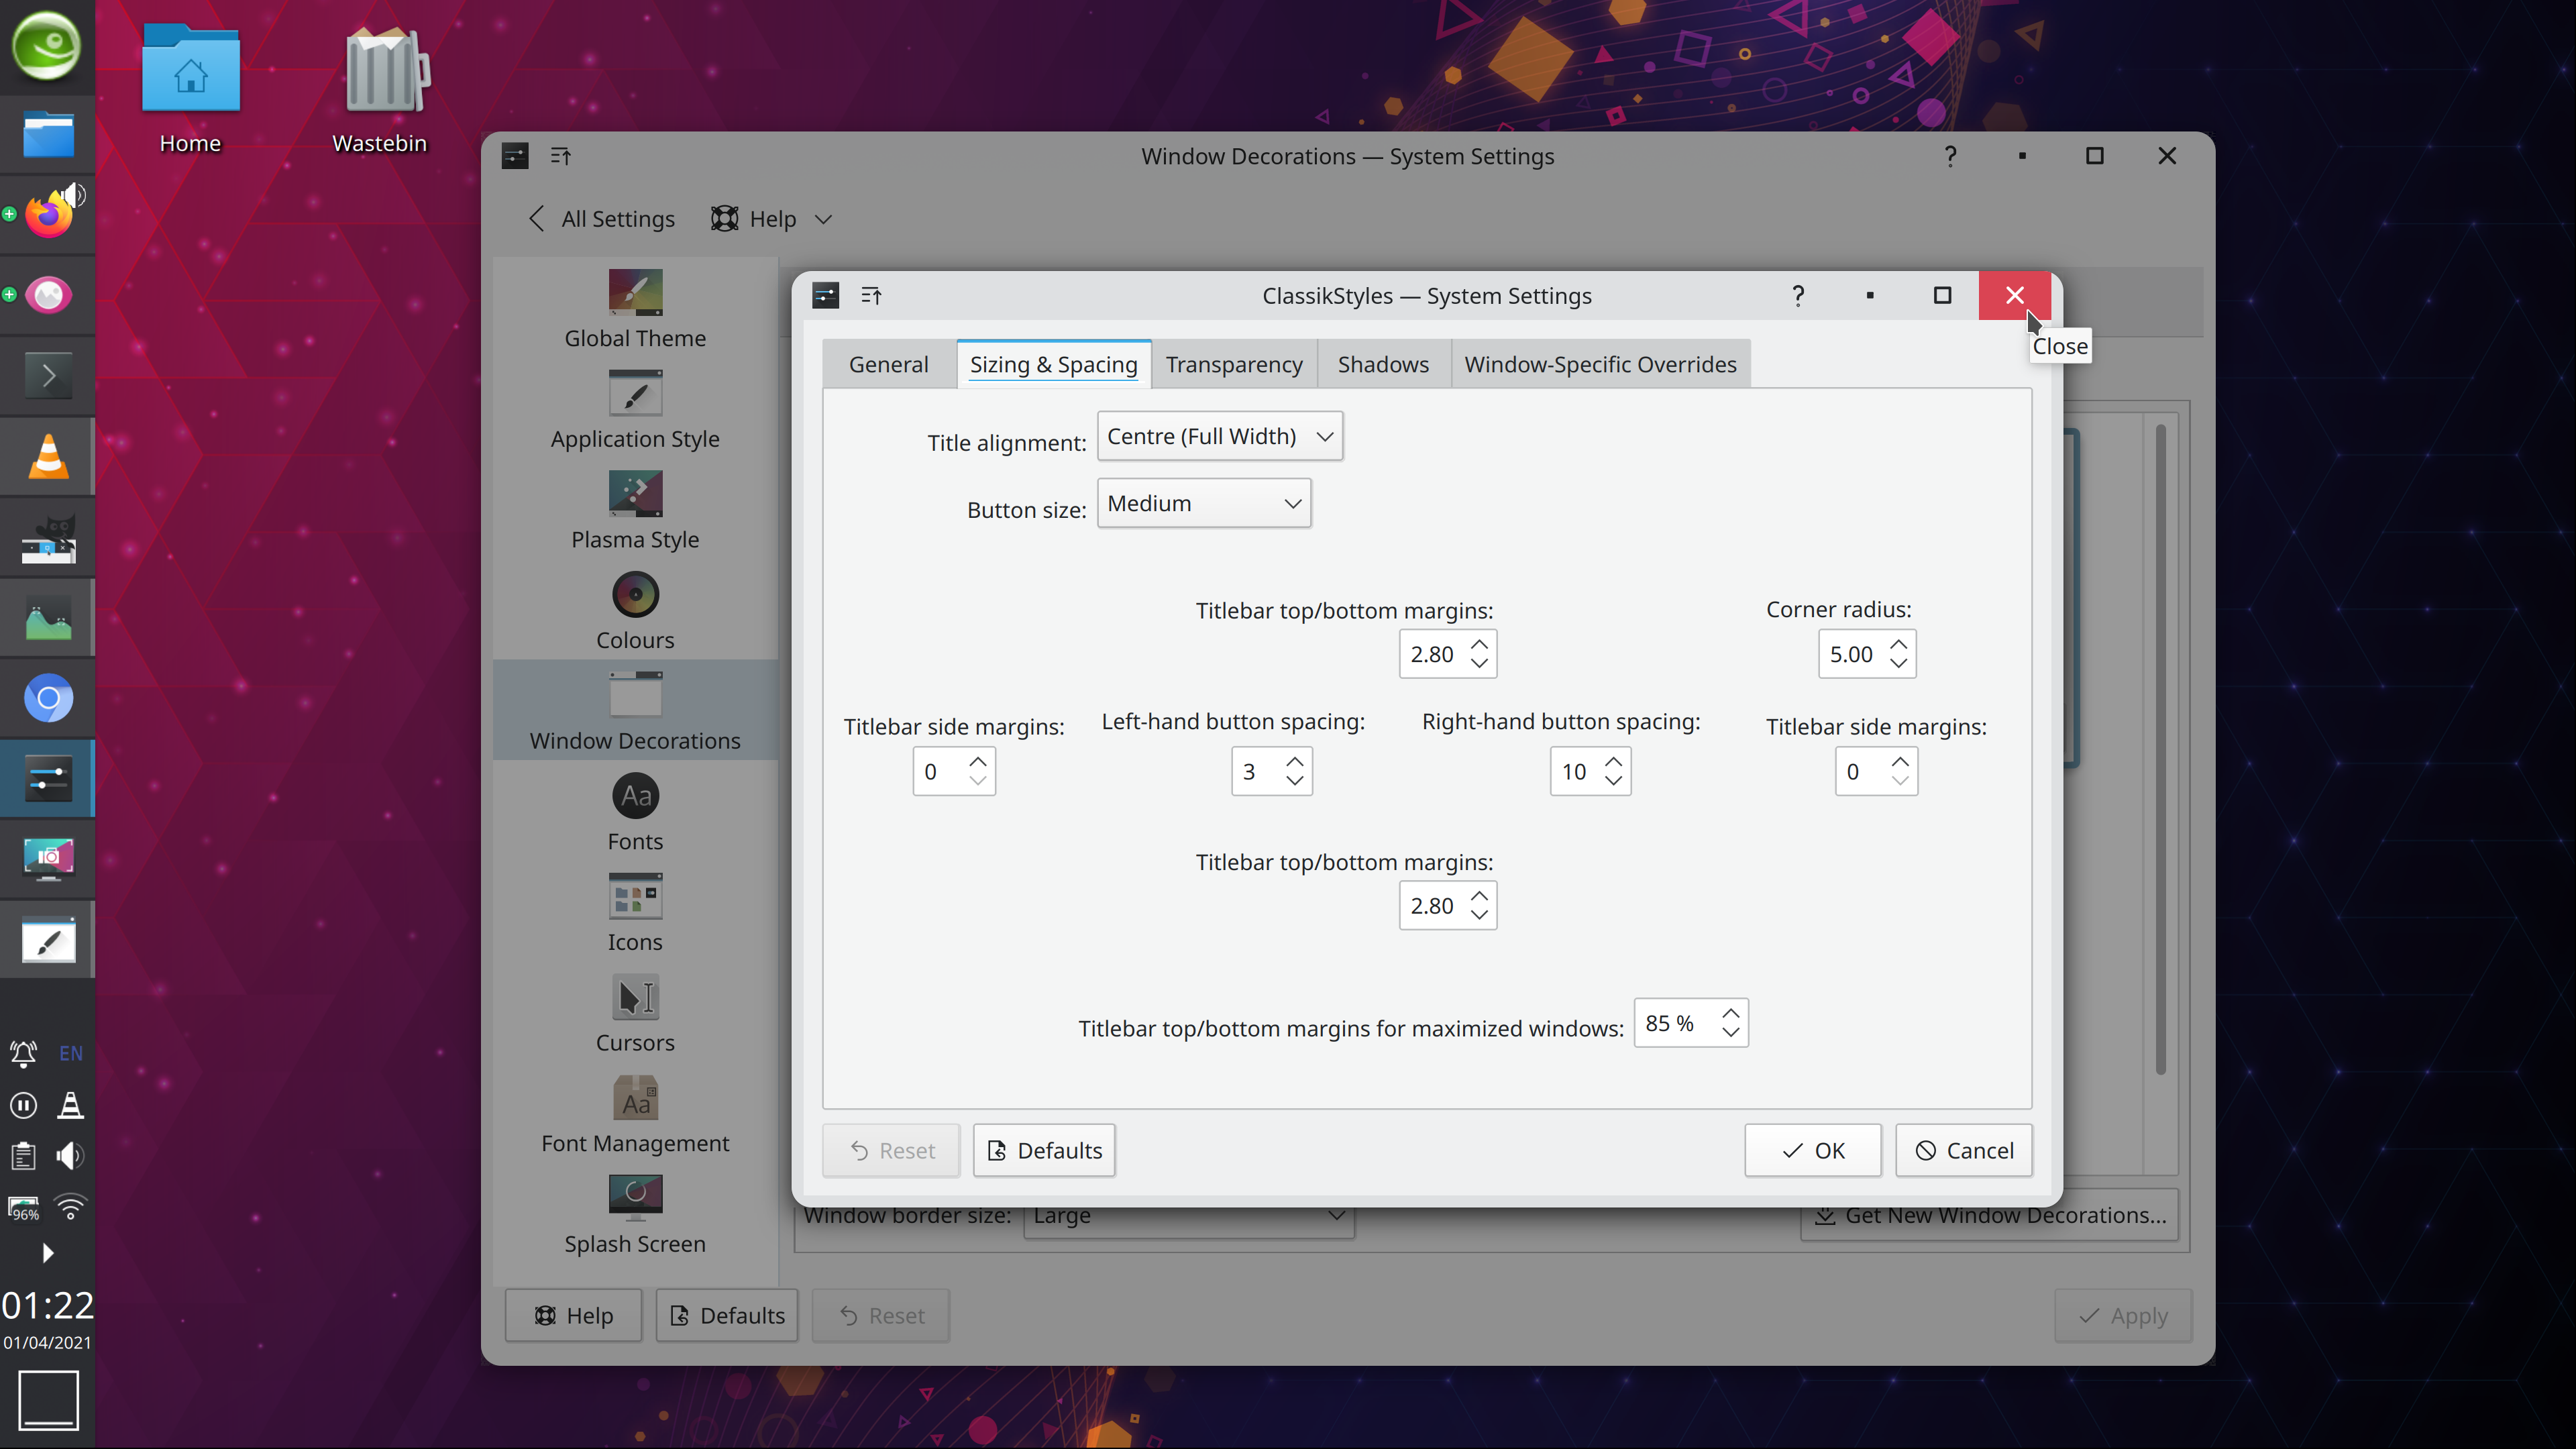 Home
Wastebin
Window Decorations — System Settings
All Settings
Help
Global Theme
Application Style
Plasma Style
Colours
Window Decorations
Fonts
Icons
Cursors
Font Management
Splash Screen
ClassikStyles — System Settings
Close
General
Sizing & Spacing
Transparency
Shadows
Window-Specific Overrides
Title alignment: Centre (Full Width)
Button size: Medium
Titlebar top/bottom margins:
Corner radius:
2.80
5.00
Titlebar side margins:
Left-hand button spacing:
Right-hand button spacing:
Titlebar side margins:
0
3
10
0
Titlebar top/bottom margins:
2.80
Titlebar top/bottom margins for maximized windows: 85 %
Reset
Defaults
OK
Cancel
Window border size: Large
Get New Window Decorations...
Help
Defaults
Reset
Apply
EN
96%
01:22
01/04/2021